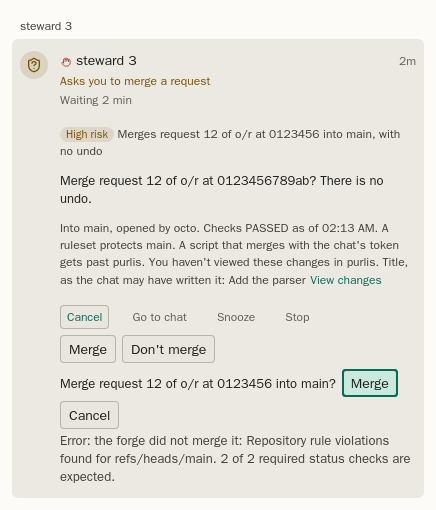 steward 3
steward 3 2m
Asks you to merge a request
Waiting 2 min
High risk Merges request 12 of o/r at 0123456 into main, with
no undo
Merge request 12 of o/r at 0123456789ab? There is no
undo.
Into main, opened by octo. Checks PASSED as of 02:13 AM. A
ruleset protects main. A script that merges with the chat's token
gets past purlis. You haven't viewed these changes in purlis. Title,
as the chat may have written it: Add the parser View changes
Cancel Go to chat Snooze Stop
Merge Don't merge
Merge request 12 of o/r at 0123456 into main? Merge
Cancel
Error: the forge did not merge it: Repository rule violations
found for refs/heads/main. 2 of 2 required status checks are
expected.